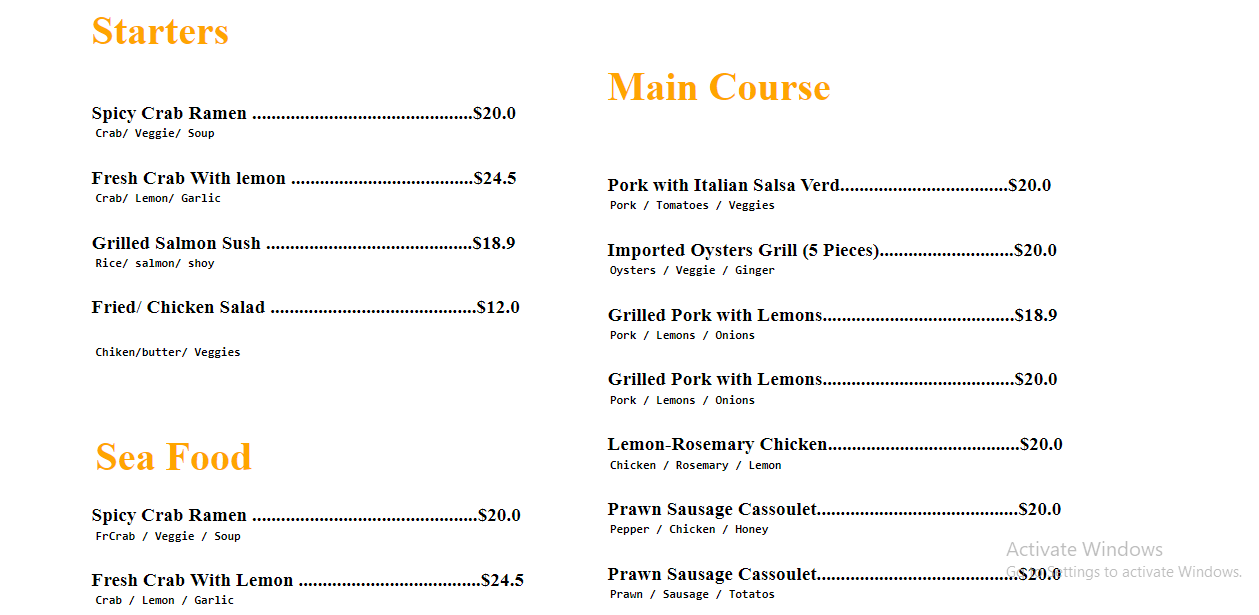 Starters
Spicy Crab Ramen ..............................................$20.0
Crab/ Veggie/ Soup
Fresh Crab With lemon ......................................$24.5
Crab/ Lemon/ Garlic
Grilled Salmon Sush ...........................................$18.9
Rice/ salmon/ shoy
Fried/ Chicken Salad ...........................................$12.0
Chiken/butter/ Veggies
Sea Food
Spicy Crab Ramen ...............................................$20.0
FrCrab / Veggie / Soup
Fresh Crab With Lemon ......................................$24.5
Crab / Lemon / Garlic
Main Course
Pork with Italian Salsa Verd...................................$20.0
Pork / Tomatoes / Veggies
Imported Oysters Grill (5 Pieces)............................$20.0
Oysters / Veggie / Ginger
Grilled Pork with Lemons........................................$18.9
Pork / Lemons / Onions
Grilled Pork with Lemons........................................$20.0
Pork / Lemons / Onions
Lemon-Rosemary Chicken........................................$20.0
Chicken / Rosemary / Lemon
Prawn Sausage Cassoulet..........................................$20.0
Pepper / Chicken / Honey
Prawn Sausage Cassoulet..........................................$20.0
Prawn / Sausage / Totatos
Activate Windows
Go to Settings to activate Windows.